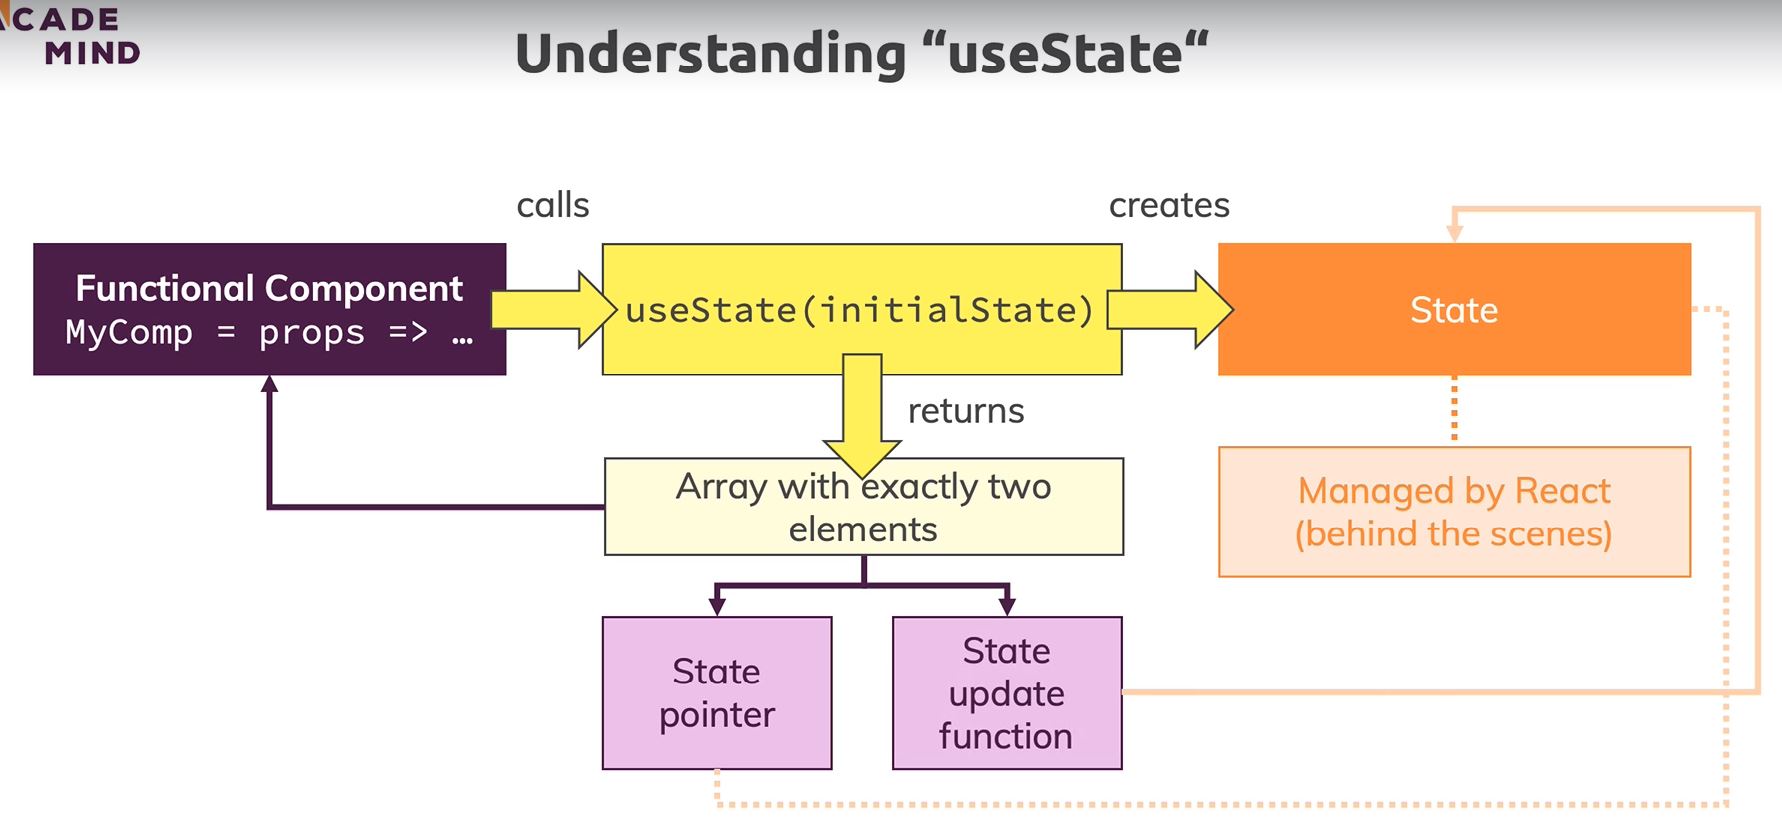 ACADE
MIND
Understanding “useState“
calls
creates
Functional Component
MyComp = props => …
useState(initialState)
State
returns
Array with exactly two
elements
Managed by React
(behind the scenes)
State
pointer
State
update
function